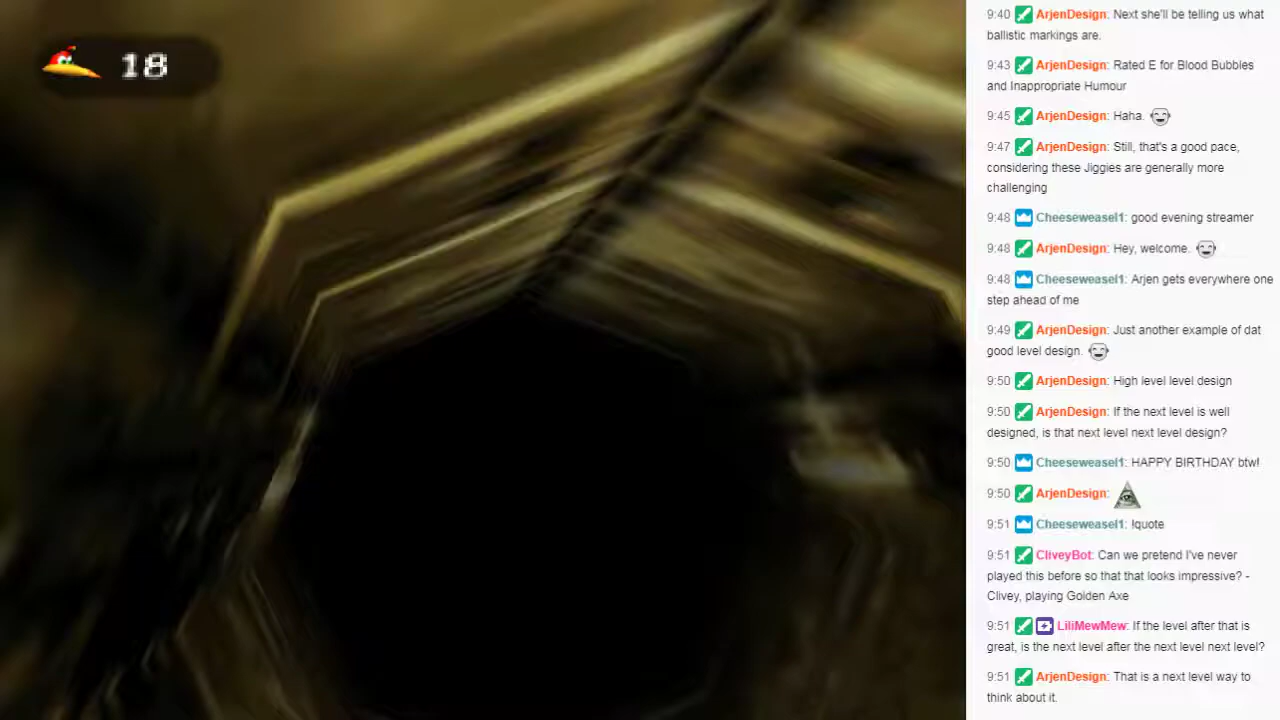 18
9:40 ArjenDesign: Next she'll be telling us what
ballistic markings are.
9:43 ArjenDesign: Rated E for Blood Bubbles
and Inappropriate Humour
9:45 ArjenDesign: Haha.
9:47 ArjenDesign: Still, that's a good pace,
considering these Jiggies are generally more
challenging
9:48 Cheeseweasel1: good evening streamer
9:48 ArjenDesign: Hey, welcome.
9:48 Cheeseweasel1: Arjen gets everywhere one
step ahead of me
9:49 ArjenDesign: Just another example of dat
good level design.
9:50 ArjenDesign: High level level design
9:50 ArjenDesign: If the next level is well
designed, is that next level next level design?
9:50 Cheeseweasel1: HAPPY BIRTHDAY btw!
9:50 ArjenDesign:
9:51 Cheeseweasel1: !quote
9:51 CliveyBot: Can we pretend I've never
played this before so that that looks impressive? -
Clivey, playing Golden Axe
9:51 LiliMewMew: If the level after that is
great, is the next level after the next level next level?
9:51 ArjenDesign: That is a next level way to
think about it.